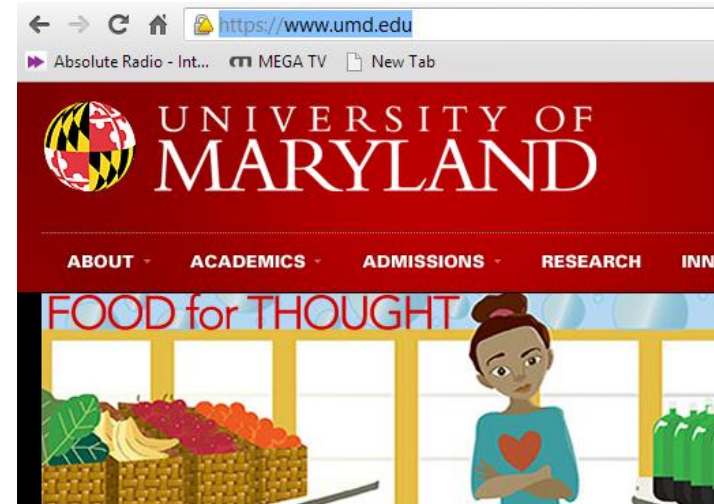 https://www.umd.edu
Absolute Radio - Int... MEGA TV New Tab
UNIVERSITY OF
MARYLAND
ABOUT ACADEMICS ADMISSIONS RESEARCH INN
FOOD for THOUGHT